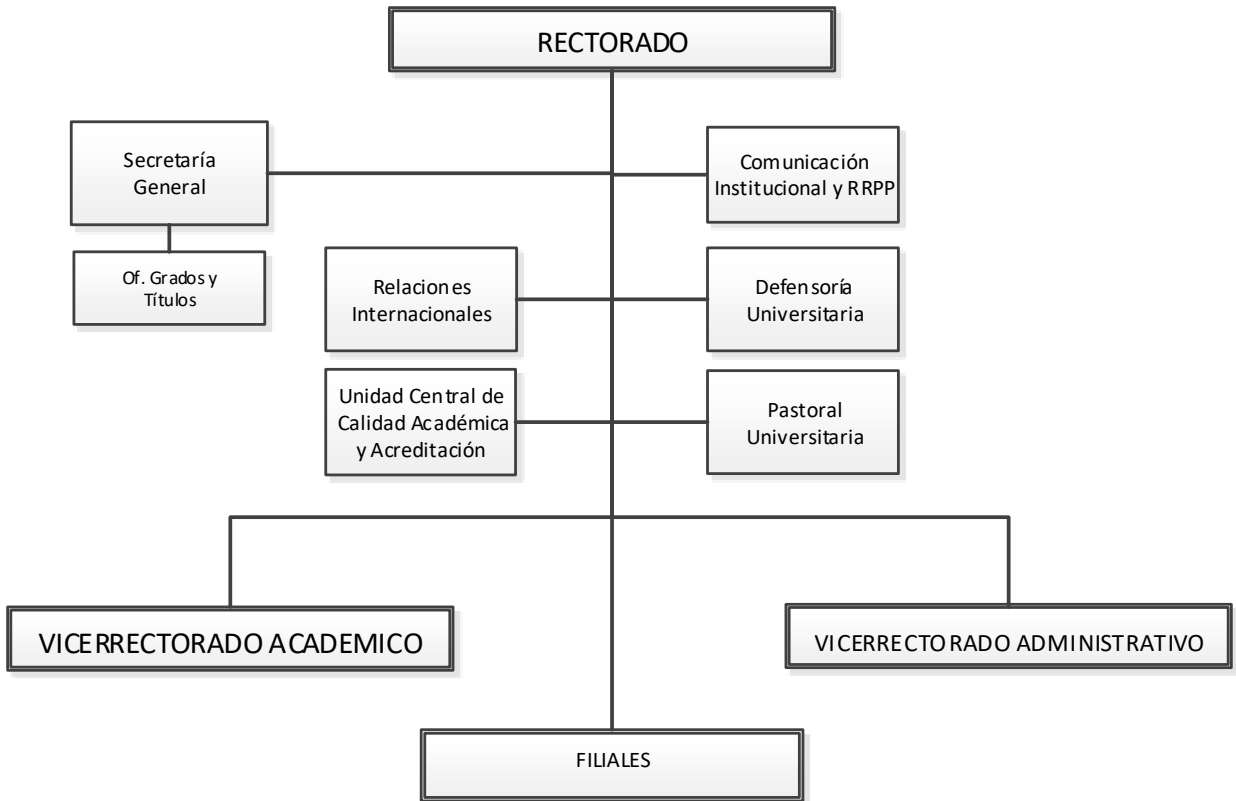 RECTORADO
Secretaría
General
Comunicación
Institucional y RRPP
Of. Grados y
Títulos
Relaciones
Internacionales
Defensoría
Universitaria
Unidad Central de
Calidad Académica
y Acreditación
Pastoral
Universitaria
VICERRECTORADO ACADEMICO
VICERRECTORADO ADMINISTRATIVO
FILIALES